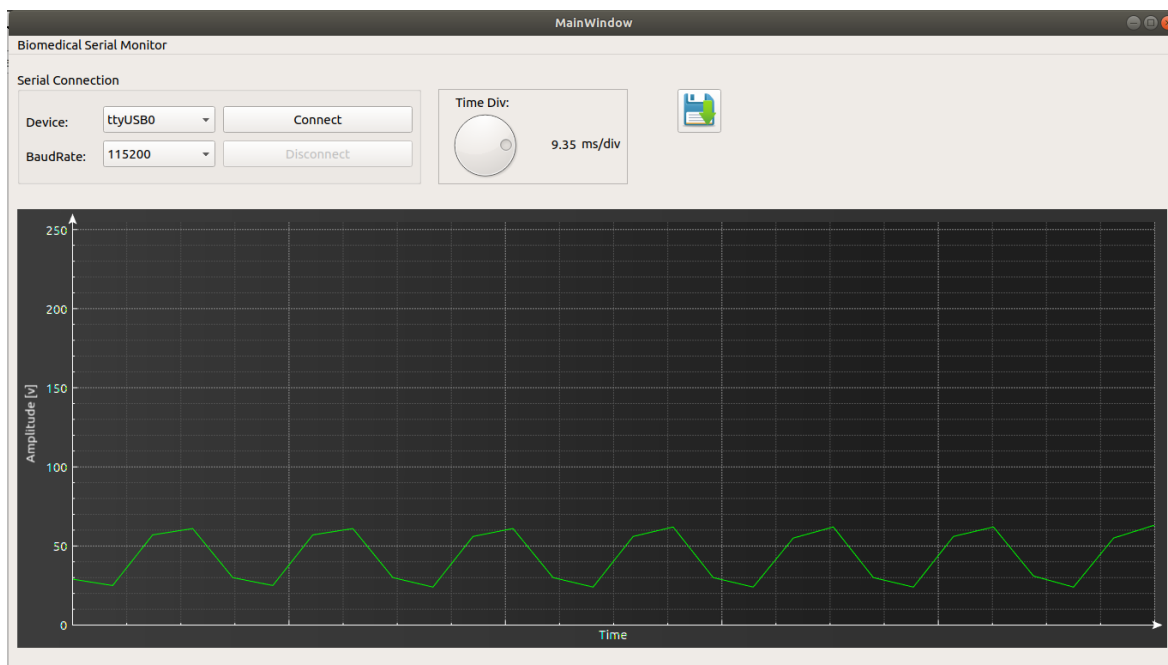 MainWindow
Biomedical Serial Monitor
Serial Connection
Device:
ttyUSB0
Connect
BaudRate:
115200
Disconnect
Time Div:
9.35 ms/div
250
200
150
100
50
0
Amplitude [v]
Time